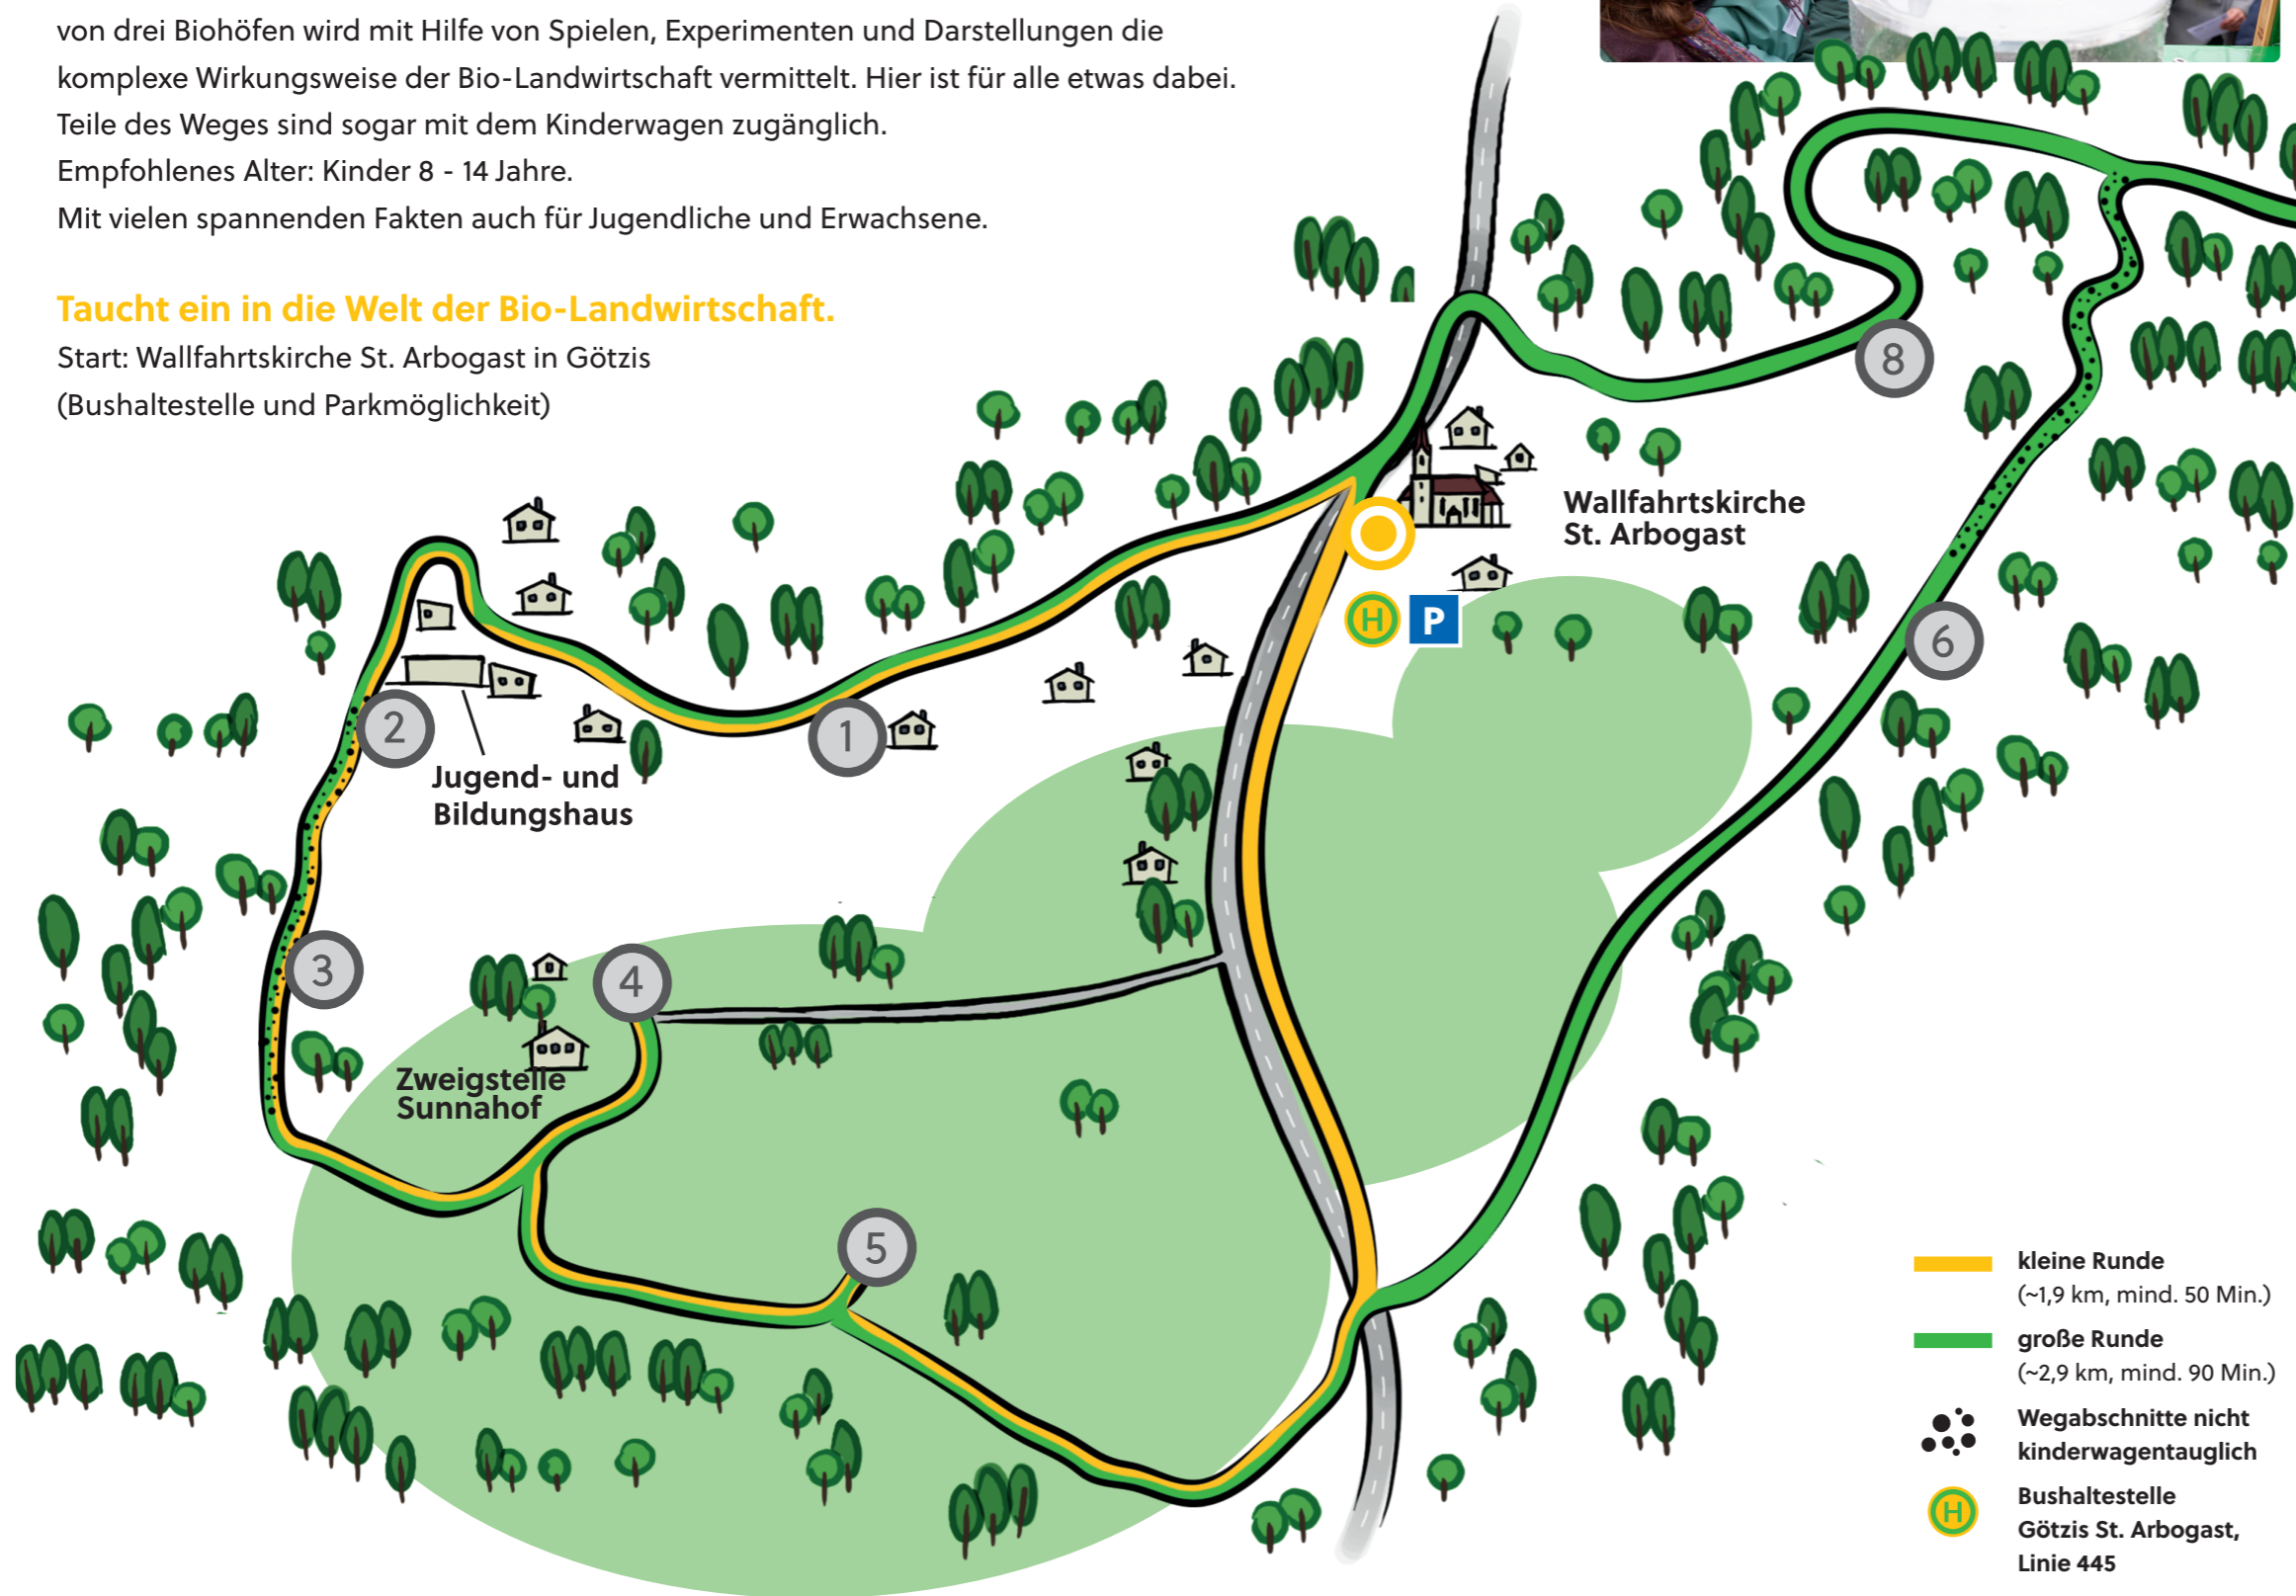 von drei Biohöfen wird mit Hilfe von Spielen, Experimenten und Darstellungen die
komplexe Wirkungsweise der Bio-Landwirtschaft vermittelt. Hier ist für alle etwas dabei.
Teile des Weges sind sogar mit dem Kinderwagen zugänglich.
Empfohlenes Alter: Kinder 8 - 14 Jahre.
Mit vielen spannenden Fakten auch für Jugendliche und Erwachsene.
Taucht ein in die Welt der Bio-Landwirtschaft.
Start: Wallfahrtskirche St. Arbogast in Götzis
(Bushaltestelle und Parkmöglichkeit)
8
Wallfahrtskirche
St. Arbogast
H P
6
2
1
Jugend- und
Bildungshaus
3
4
Zweigstelle
Sunnahof
5
kleine Runde
(~1,9 km, mind. 50 Min.)
große Runde
(~2,9 km, mind. 90 Min.)
Wegabschnitte nicht
kinderwagentauglich
H
Bushaltestelle
Götzis St. Arbogast,
Linie 445